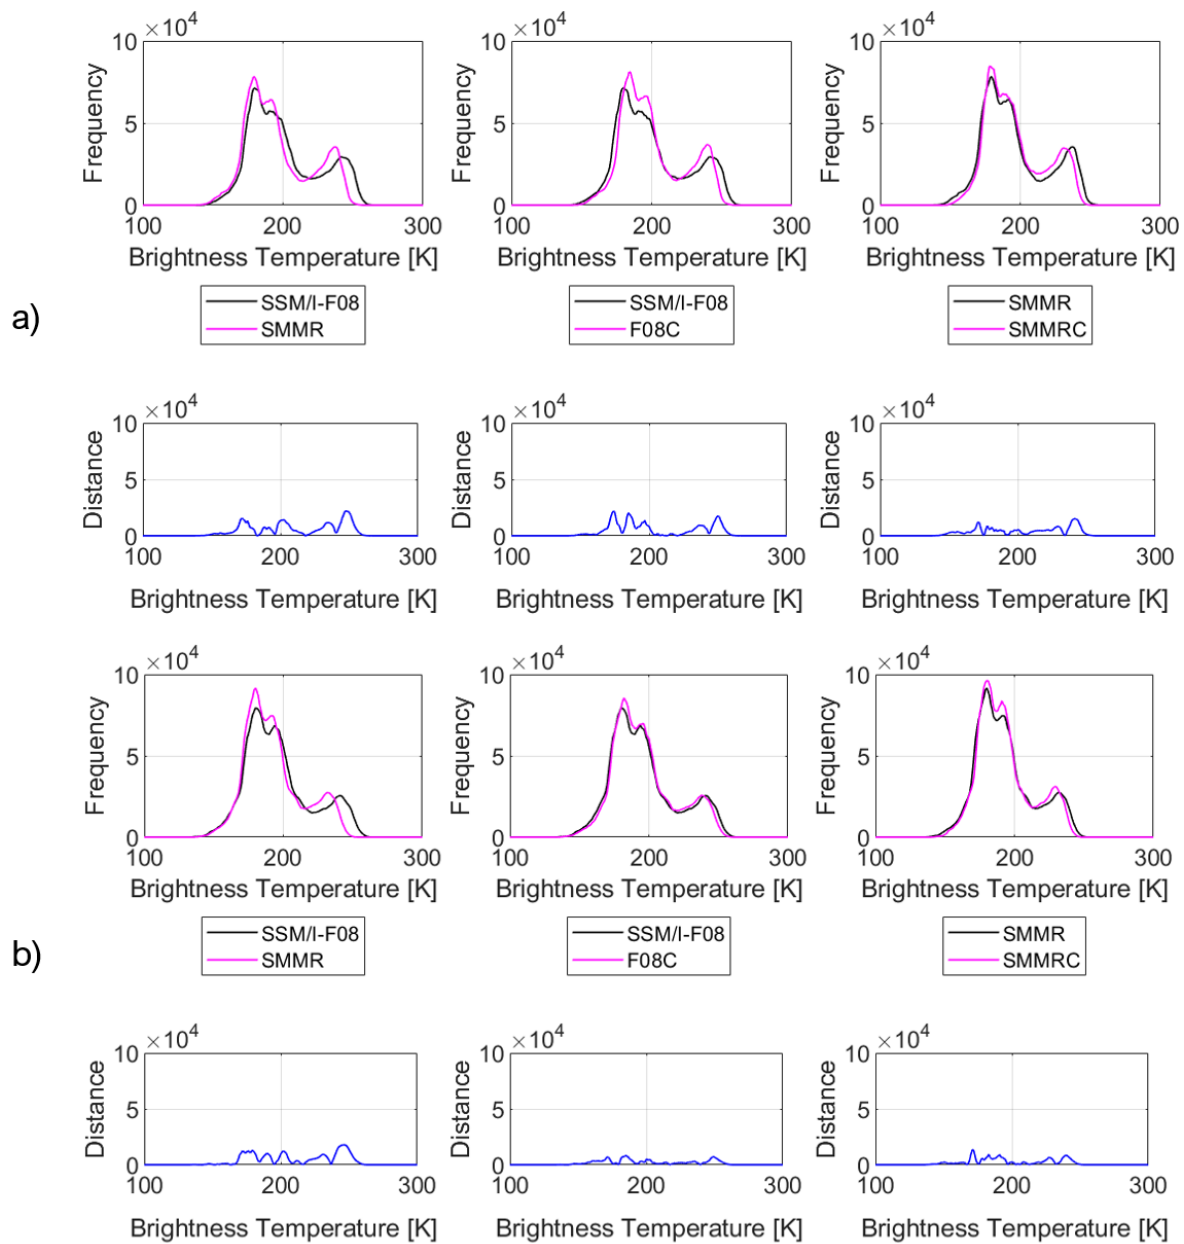 ×10⁴ ×10⁴ ×10⁴
10 10 10
Frequency Frequency Frequency
5 5 5
0 0 0
100 200 300 100 200 300 100 200 300
Brightness Temperature [K] Brightness Temperature [K] Brightness Temperature [K]
SSM/I-F08 SSM/I-F08 SMMR
a)
SMMR F08C SMMRC
×10⁴ ×10⁴ ×10⁴
10 10 10
Distance Distance Distance
5 5 5
0 0 0
100 200 300 100 200 300 100 200 300
Brightness Temperature [K] Brightness Temperature [K] Brightness Temperature [K]
×10⁴ ×10⁴ ×10⁴
10 10 10
Frequency Frequency Frequency
5 5 5
0 0 0
100 200 300 100 200 300 100 200 300
Brightness Temperature [K] Brightness Temperature [K] Brightness Temperature [K]
SSM/I-F08 SSM/I-F08 SMMR
b)
SMMR F08C SMMRC
×10⁴ ×10⁴ ×10⁴
10 10 10
Distance Distance Distance
5 5 5
0 0 0
100 200 300 100 200 300 100 200 300
Brightness Temperature [K] Brightness Temperature [K] Brightness Temperature [K]